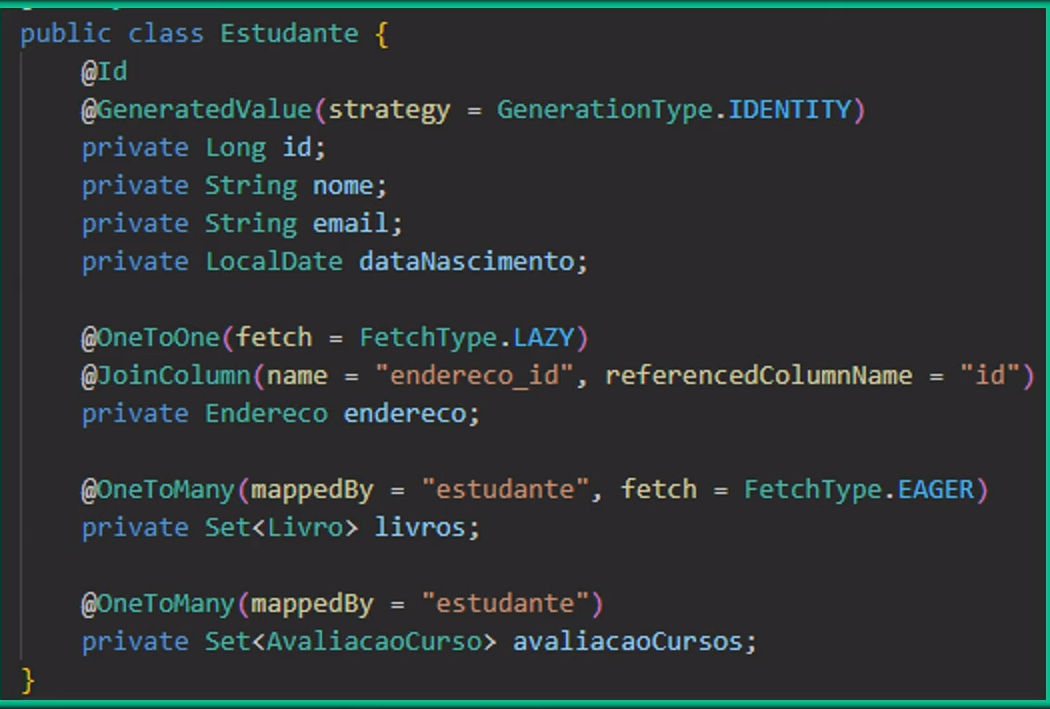 public class Estudante {
@Id
@GeneratedValue(strategy = GenerationType.IDENTITY)
private Long id;
private String nome;
private String email;
private LocalDate dataNascimento;
@OneToOne(fetch = FetchType.LAZY)
@JoinColumn(name = "endereco_id", referencedColumnName = "id")
private Endereco endereco;
@OneToMany(mappedBy = "estudante", fetch = FetchType.EAGER)
private Set<Livro> livros;
@OneToMany(mappedBy = "estudante")
private Set<AvaliacaoCurso> avaliacaoCursos;
}